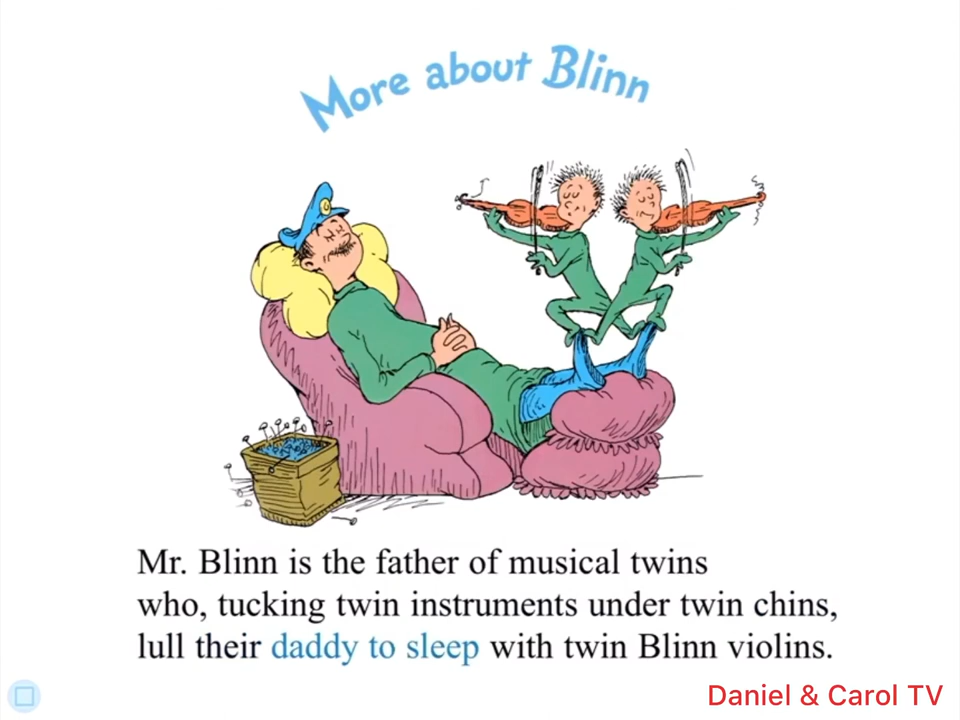 More about Blinn
Mr. Blinn is the father of musical twins
who, tucking twin instruments under twin chins,
lull their daddy to sleep with twin Blinn violins.
Daniel & Carol TV